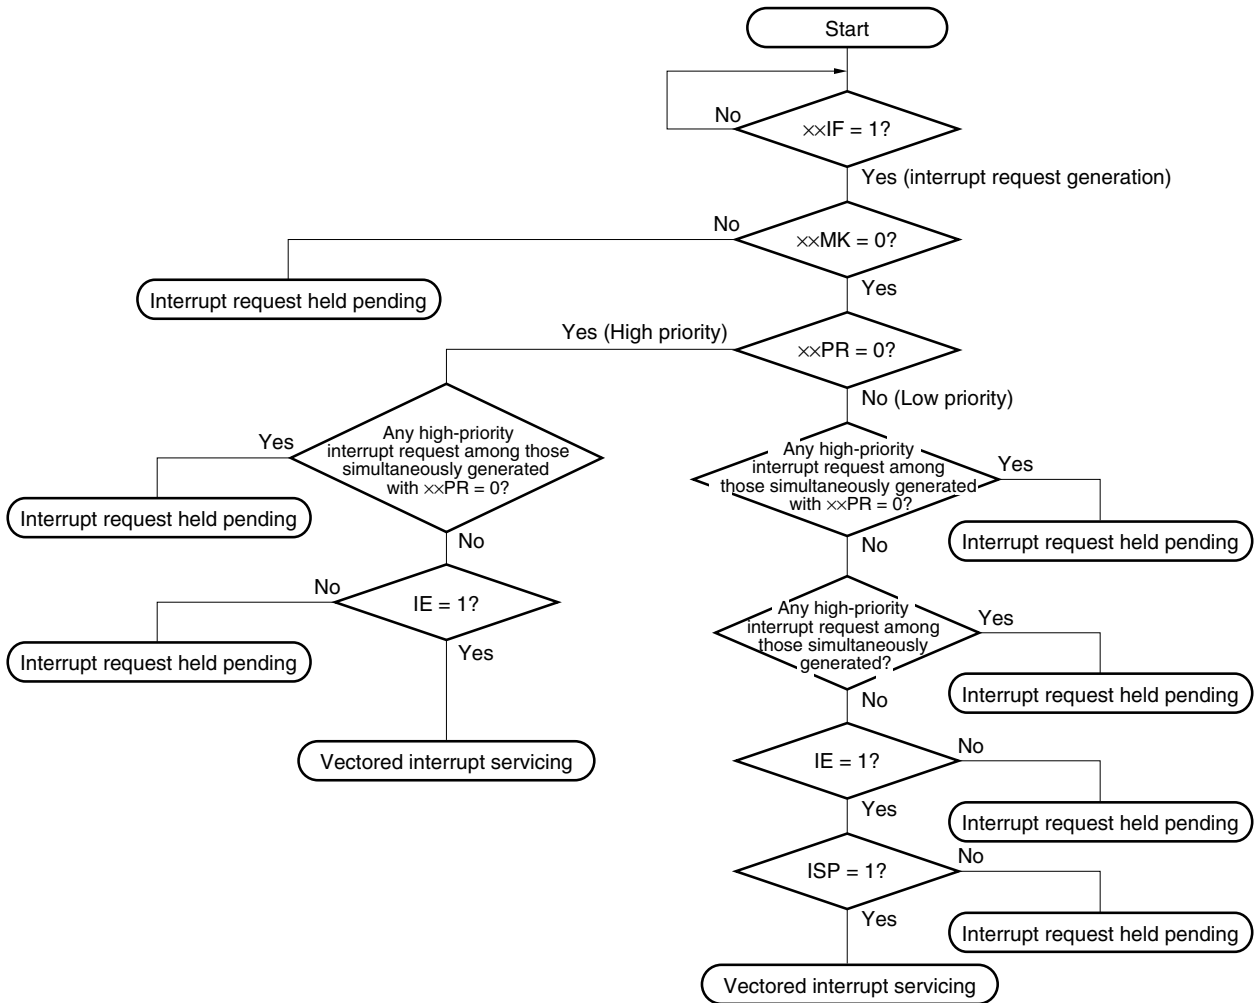 Start
No
××IF = 1?
Yes (interrupt request generation)
No
××MK = 0?
Interrupt request held pending
Yes
Yes (High priority)
××PR = 0?
No (Low priority)
Yes
Any high-priority
interrupt request among those
simultaneously generated
with ××PR = 0?
Any high-priority
interrupt request among
those simultaneously generated
with ××PR = 0?
Yes
Interrupt request held pending
No
No
Interrupt request held pending
No
IE = 1?
Yes
Interrupt request held pending
Any high-priority
interrupt request among
those simultaneously
generated?
Yes
Interrupt request held pending
No
Vectored interrupt servicing
IE = 1?
No
Yes
Interrupt request held pending
ISP = 1?
No
Yes
Interrupt request held pending
Vectored interrupt servicing